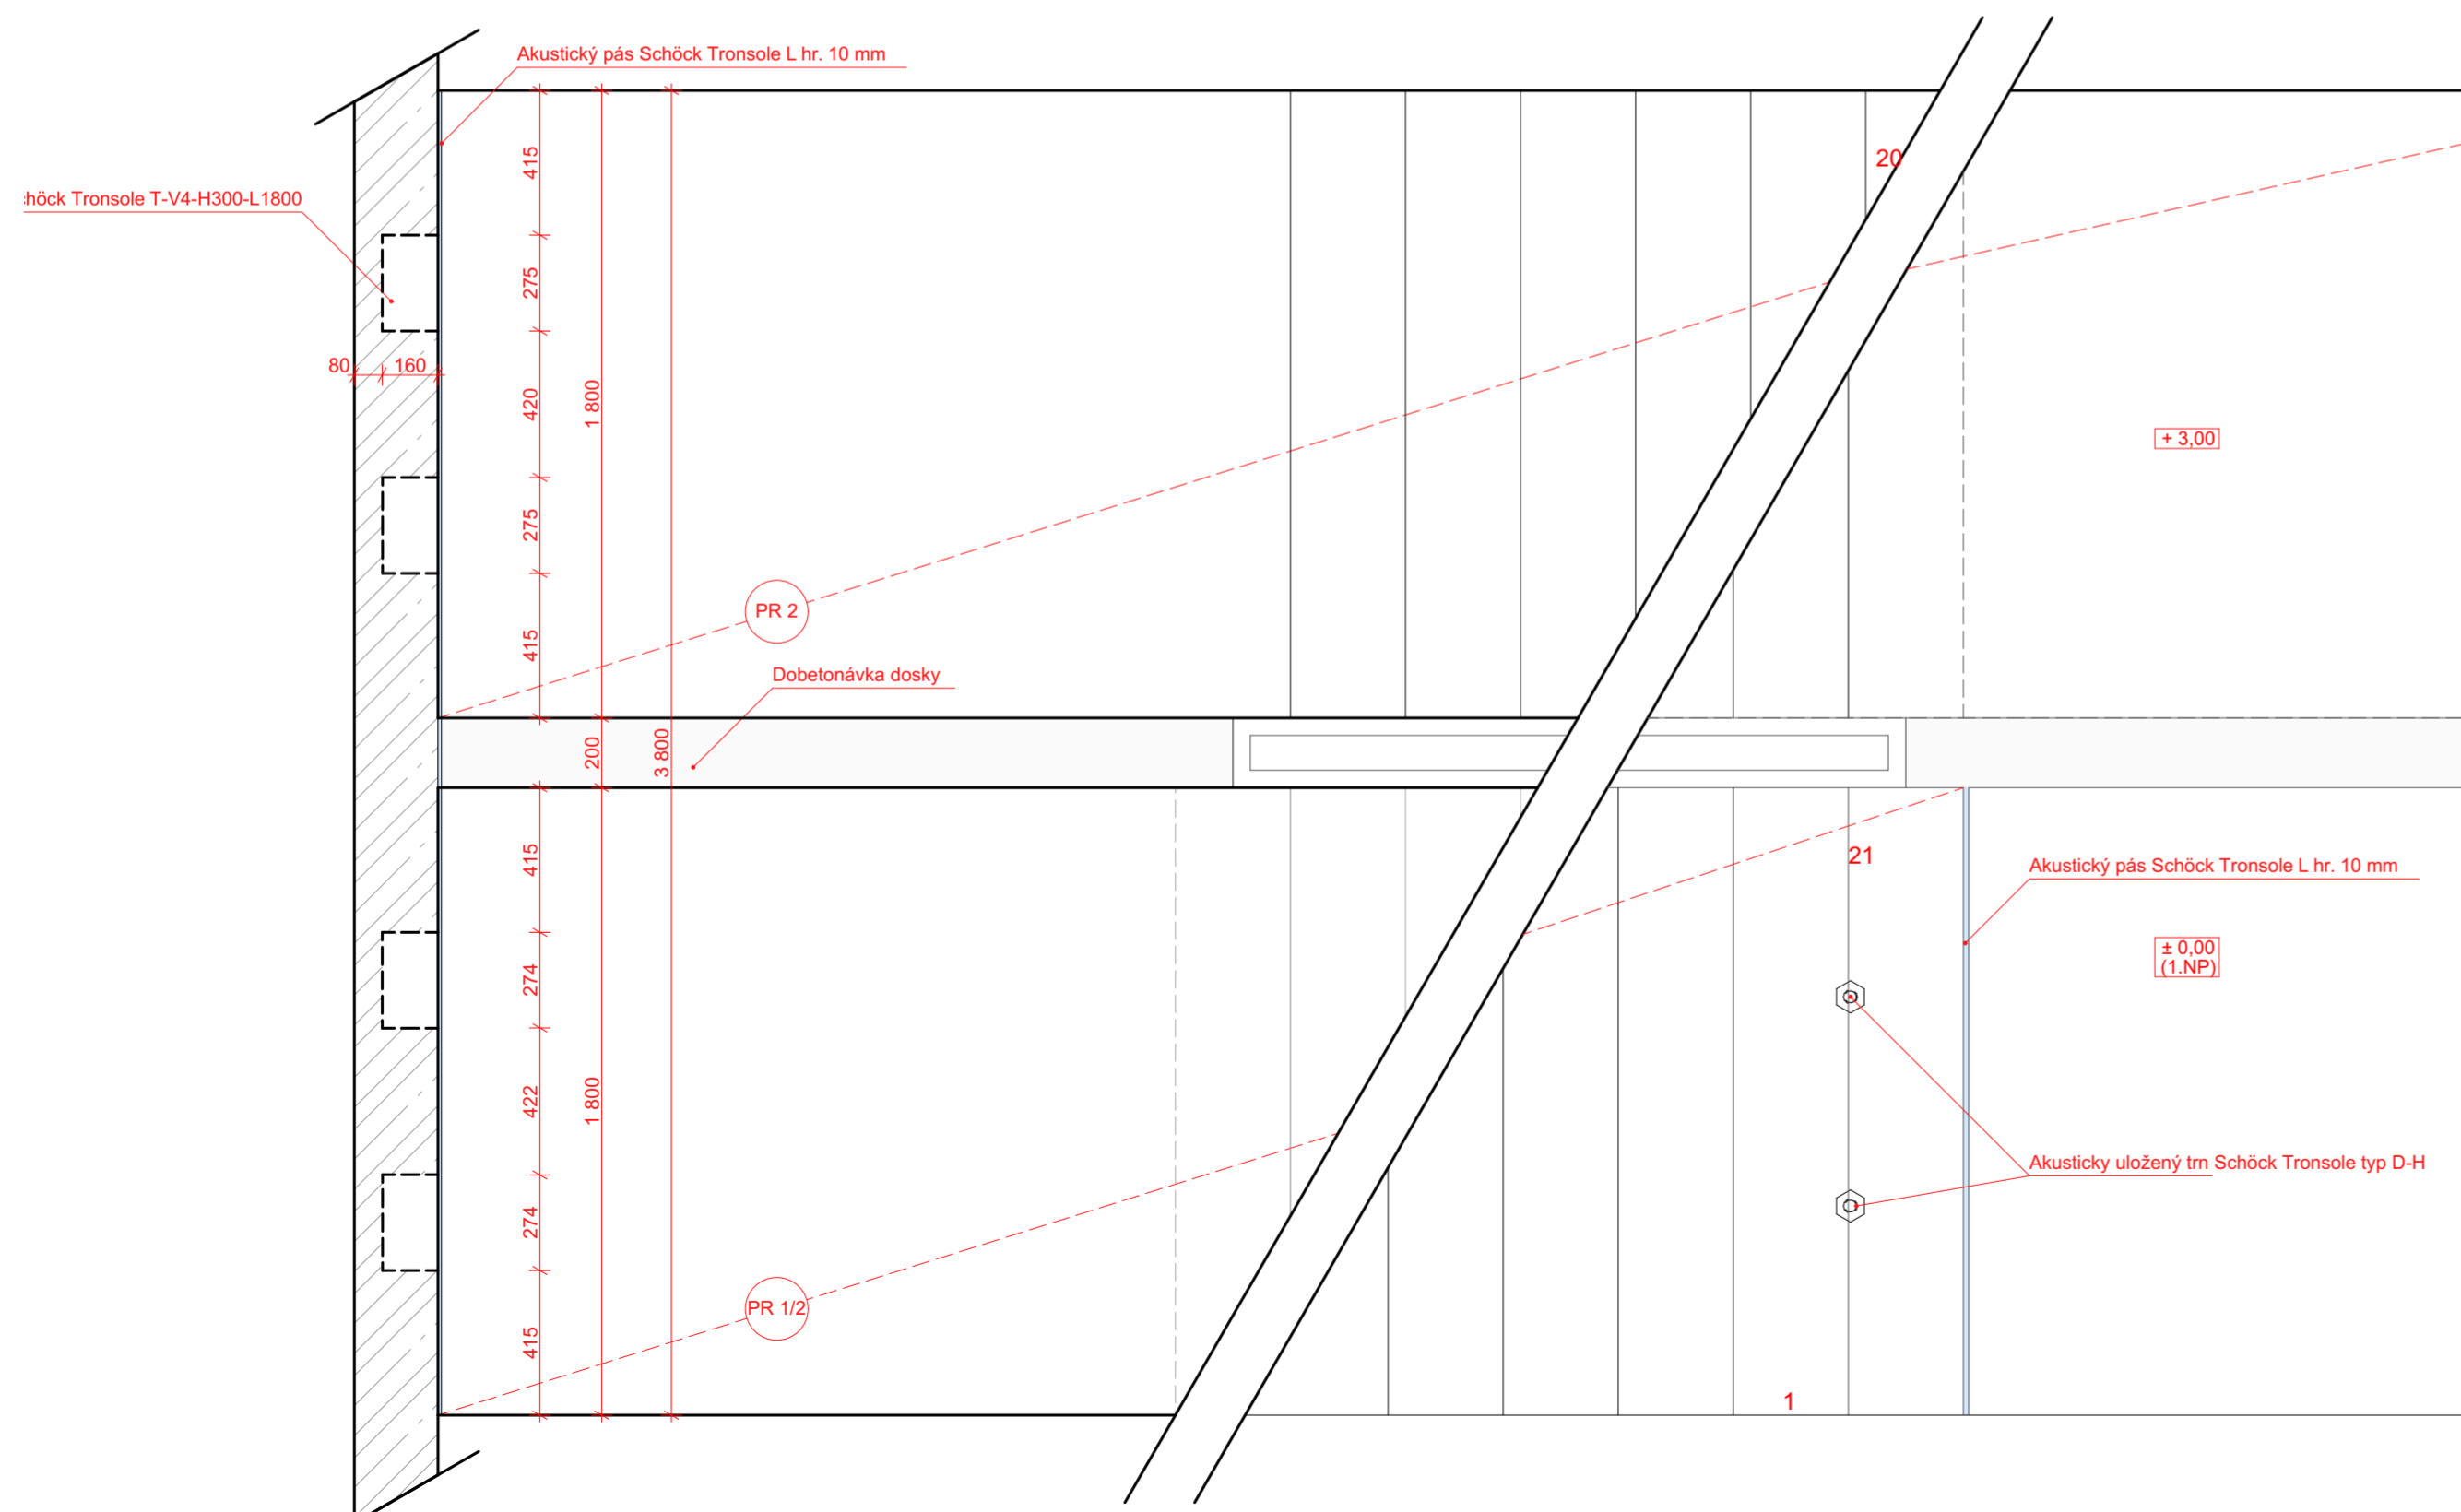 Akustický pás Schöck Tronsole L hr. 10 mm
höck Tronsole T-V4-H300-L1800
415
275
420
275
415
80
160
1 800
200
3 800
20
+ 3,00
PR 2
Dobetonávka dosky
415
274
422
274
415
1 800
21
Akustický pás Schöck Tronsole L hr. 10 mm
± 0,00
(1.NP)
Akusticky uložený trn Schöck Tronsole typ D-H
PR 1/2
1